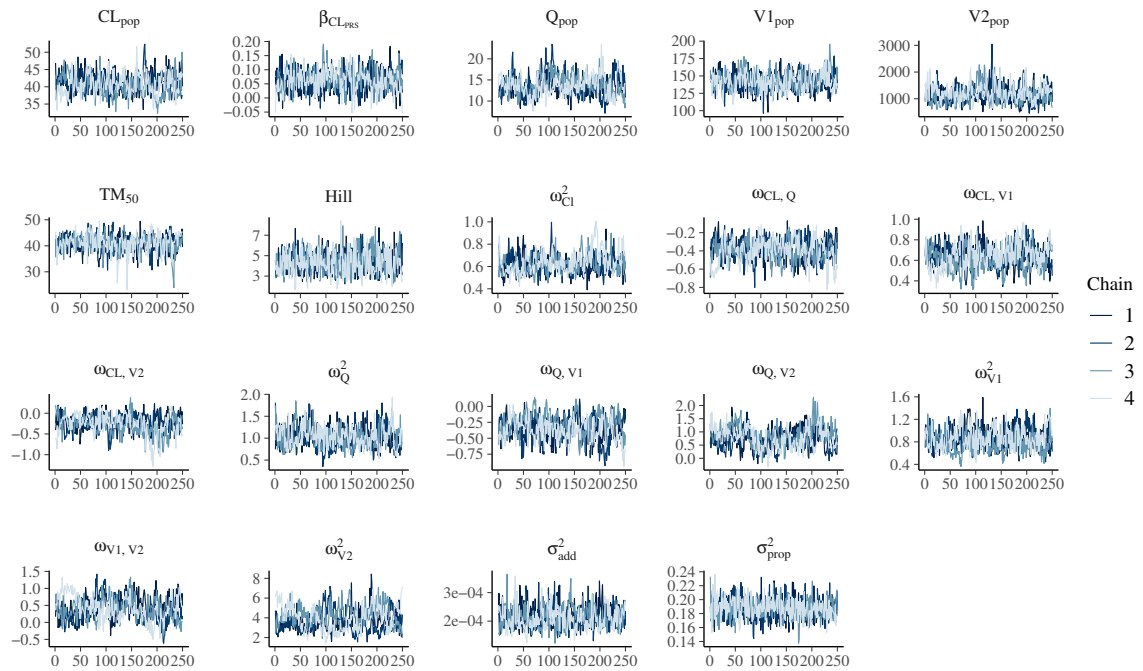 CLpop βCLPRS Qpop V1pop V2pop
50 45 40 35
0 50 100 150 200 250
0.20 0.15 0.10 0.05 0.00 −0.05
0 50 100 150 200 250
20 15 10
0 50 100 150 200 250
200 175 150 125 100
0 50 100 150 200 250
3000 2000 1000
0 50 100 150 200 250
TM50 Hill ω²Cl ωCL, Q ωCL, V1
50 40 30
0 50 100 150 200 250
7 5 3
0 50 100 150 200 250
1.0 0.8 0.6 0.4
0 50 100 150 200 250
−0.2 −0.4 −0.6 −0.8
0 50 100 150 200 250
1.0 0.8 0.6 0.4
0 50 100 150 200 250
Chain
1
2
3
4
ωCL, V2 ω²Q ωQ, V1 ωQ, V2 ω²V1
0.0 −0.5 −1.0
0 50 100 150 200 250
2.0 1.5 1.0 0.5
0 50 100 150 200 250
0.00 −0.25 −0.50 −0.75
0 50 100 150 200 250
2.0 1.5 1.0 0.5 0.0
0 50 100 150 200 250
1.6 1.2 0.8 0.4
0 50 100 150 200 250
ωV1, V2 ω²V2 σ²add σ²prop
1.5 1.0 0.5 0.0 −0.5
0 50 100 150 200 250
8 6 4 2
0 50 100 150 200 250
3e−04 2e−04
0 50 100 150 200 250
0.24 0.22 0.20 0.18 0.16 0.14
0 50 100 150 200 250